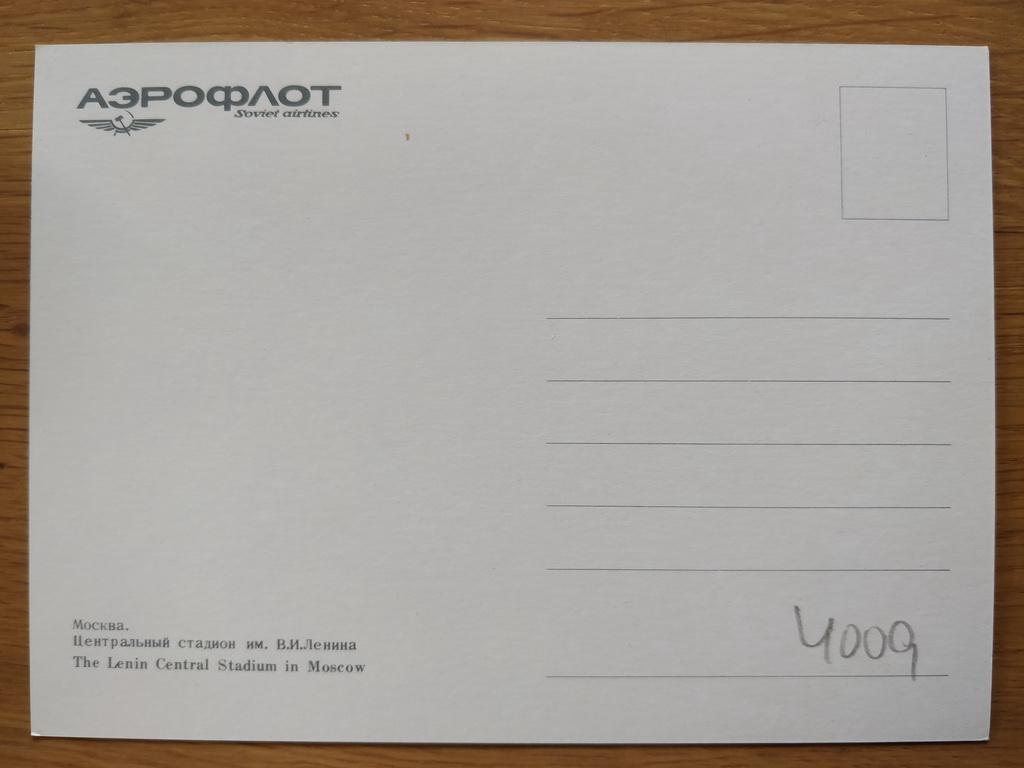 АЭРОФЛОТ
Soviet airlines
Москва.
Центральный стадион им. В.И.Ленина
The Lenin Central Stadium in Moscow
4009